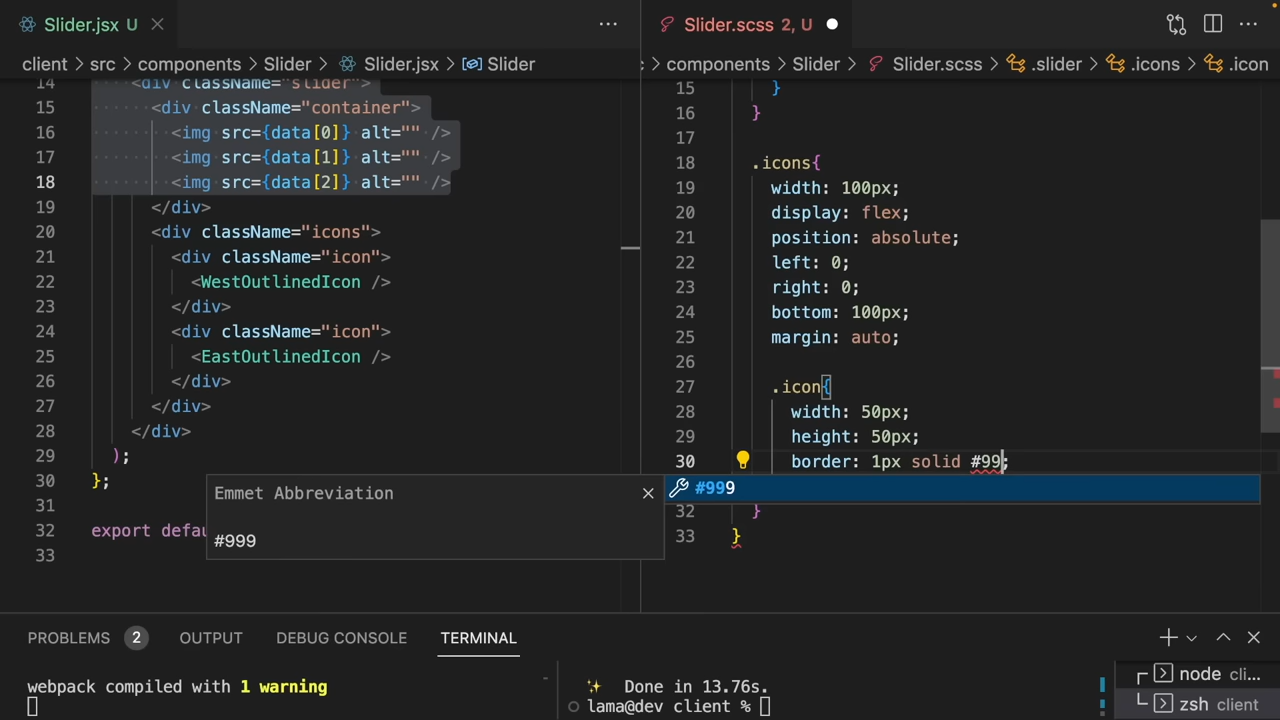 Slider.jsx U
client > src > components > Slider > Slider.jsx > Slider
14 <div className="slider">
15 <div className="container">
16 <img src={data[0]} alt="" />
17 <img src={data[1]} alt="" />
18 <img src={data[2]} alt="" />
19 </div>
20 <div className="icons">
21 <div className="icon">
22 <WestOutlinedIcon />
23 </div>
24 <div className="icon">
25 <EastOutlinedIcon />
26 </div>
27 </div>
28 </div>
29 );
30 };
31
32 export defau
33
Slider.scss 2, U
> components > Slider > Slider.scss > .slider > .icons > .icon
15 }
16 }
17
18 .icons{
19 width: 100px;
20 display: flex;
21 position: absolute;
22 left: 0;
23 right: 0;
24 bottom: 100px;
25 margin: auto;
26
27 .icon{
28 width: 50px;
29 height: 50px;
30 border: 1px solid #99;
#999
32 }
33 }
Emmet Abbreviation
#999
PROBLEMS 2 OUTPUT DEBUG CONSOLE TERMINAL
webpack compiled with 1 warning
✨ Done in 13.76s.
lama@dev client %
node cli...
zsh client